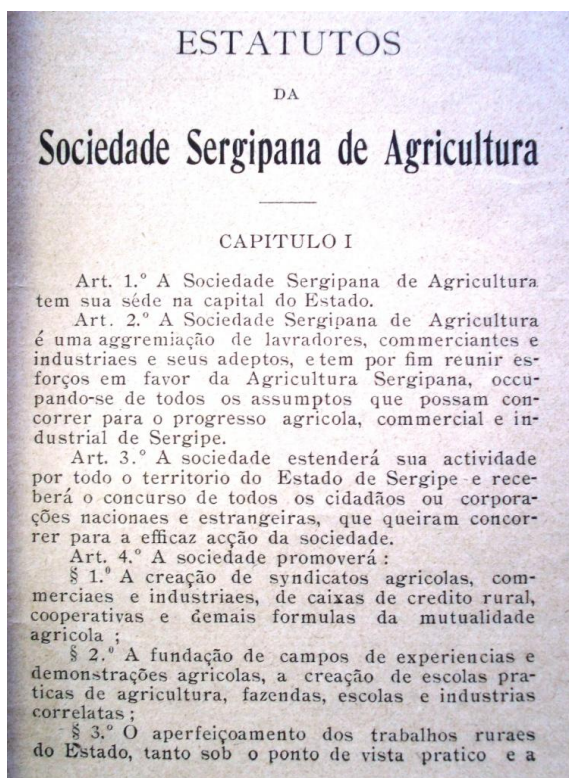 ESTATUTOS
DA
Sociedade Sergipana de Agricultura
CAPITULO I
Art. 1.º A Sociedade Sergipana de Agricultura
tem sua séde na capital do Estado.
Art. 2.º A Sociedade Sergipana de Agricultura
é uma aggremiação de lavradores, commerciantes e
industriaes e seus adeptos, e tem por fim reunir es-
forços em favor da Agricultura Sergipana, occu-
pando-se de todos os assumptos que possam con-
correr para o progresso agricola, commercial e in-
dustrial de Sergipe.
Art. 3.º A sociedade estenderá sua actividade
por todo o territorio do Estado de Sergipe e rece-
berá o concurso de todos os cidadãos ou corpora-
ções nacionaes e estrangeiras, que queiram concor-
rer para a efficaz acção da sociedade.
Art. 4.º A sociedade promoverá :
§ 1.º A creação de syndicatos agricolas, com-
merciaes e industriaes, de caixas de credito rural,
cooperativas e demais formulas da mutualidade
agricola ;
§ 2.º A fundação de campos de experiencias e
demonstrações agricolas, a creação de escolas pra-
ticas de agricultura, fazendas, escolas e industrias
correlatas ;
§ 3.º O aperfeiçoamento dos trabalhos ruraes
do Estado, tanto sob o ponto de vista pratico e a